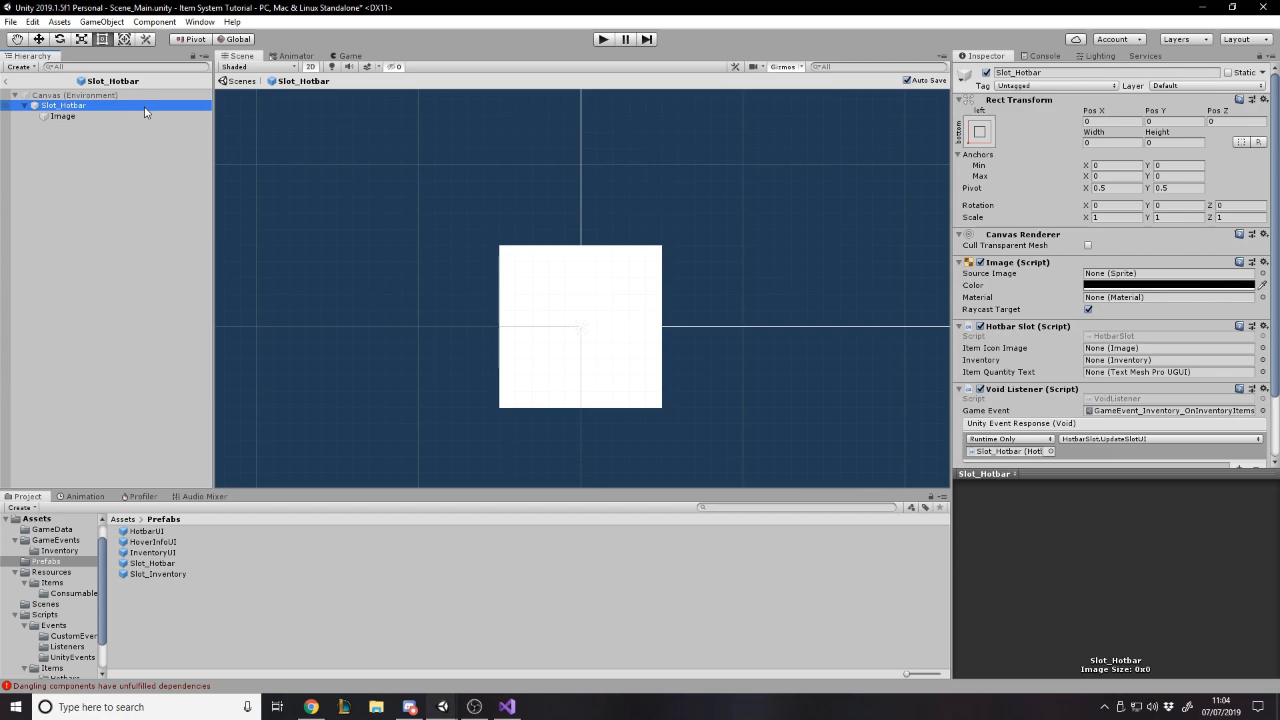 Unity 2019.1.5f1 Personal - Scene_Main.unity - Item System Tutorial - PC, Mac & Linux Standalone* <DX11>
File Edit Assets GameObject Component Window Help
Pivot Global Account Layers Layout
Hierarchy Scene Animator Game Inspector Console Lighting Services
Create All Shaded 2D 0 Gizmos All Slot_Hotbar Static
Slot_Hotbar Scenes Slot_Hotbar Auto Save Tag Untagged Layer Default
Canvas (Environment)
Slot_Hotbar
Image
Rect Transform
left Pos X Pos Y Pos Z
bottom 0 0 0
Width Height
0 0 R
Anchors
Min X 0 Y 0
Max X 0 Y 0
Pivot X 0.5 Y 0.5
Rotation X 0 Y 0 Z 0
Scale X 1 Y 1 Z 1
Canvas Renderer
Cull Transparent Mesh
Image (Script)
Source Image None (Sprite)
Color
Material None (Material)
Raycast Target
Hotbar Slot (Script)
Script HotbarSlot
Item Icon Image None (Image)
Inventory None (Inventory)
Item Quantity Text None (Text Mesh Pro UGUI)
Void Listener (Script)
Script VoidListener
Game Event GameEvent_Inventory_OnInventoryItems
Unity Event Response (Void)
Runtime Only HotbarSlot.UpdateSlotUI
Slot_Hotbar (Hot
Slot_Hotbar
Project Animation Profiler Audio Mixer
Create
Assets
GameData
GameEvents
Inventory
Prefabs
Resources
Items
Consumable
Scenes
Scripts
Events
CustomEver
Listeners
UnityEvents
Items
Assets Prefabs
HotbarUI
HoverInfoUI
InventoryUI
Slot_Hotbar
Slot_Inventory
Slot_Hotbar
Image Size: 0x0
Dangling components have unfulfilled dependencies
Type here to search
11:04
07/07/2019